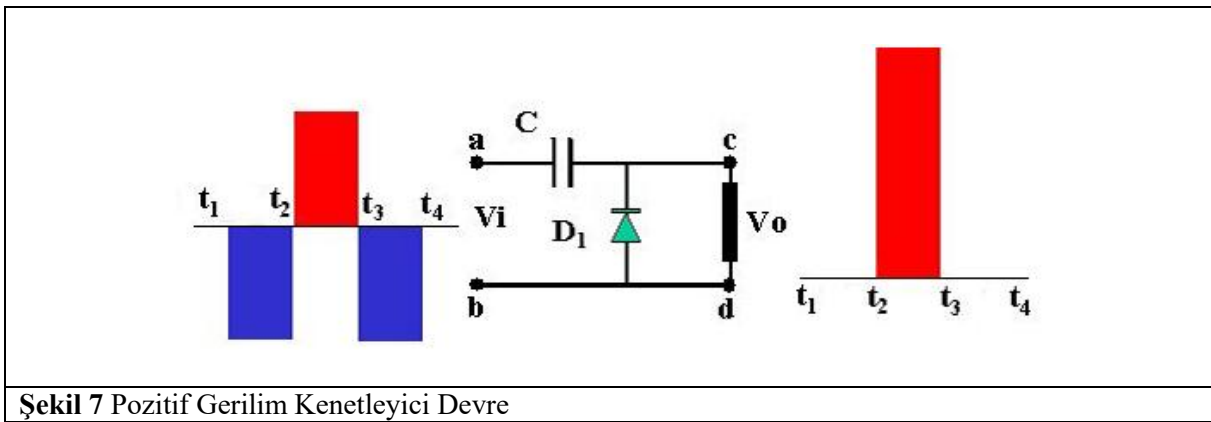 C
a
c
t1 t2 t3 t4
Vi
D1
Vo
b
d
t1 t2 t3 t4
Şekil 7 Pozitif Gerilim Kenetleyici Devre